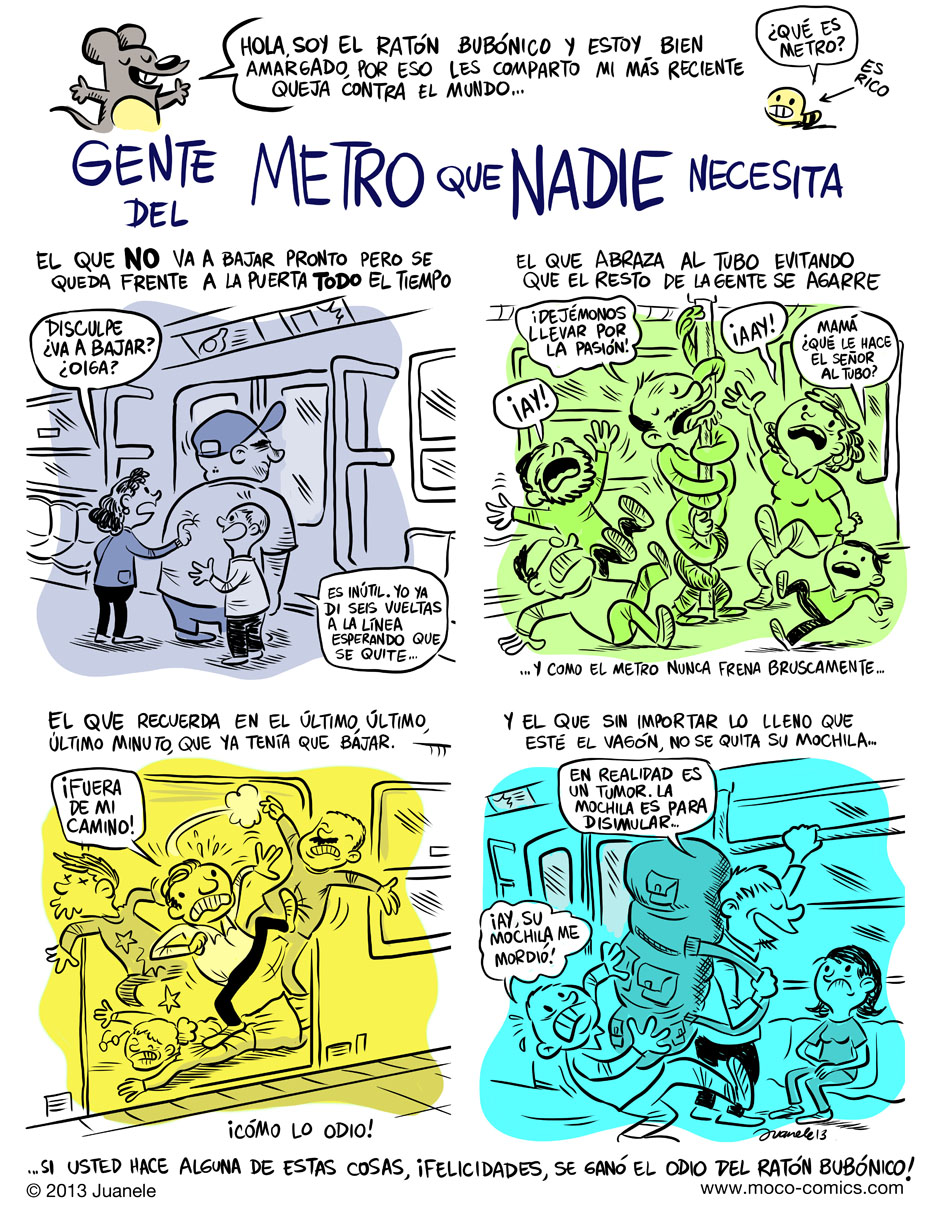 HOLA, SOY EL RATÓN BUBÓNICO Y ESTOY BIEN
AMARGADO, POR ESO LES COMPARTO MI MÁS RECIENTE
QUEJA CONTRA EL MUNDO...
¿QUÉ ES
METRO?
ES
RICO
GENTE
DEL
METRO QUE NADIE NECESITA
EL QUE NO VA A BAJAR PRONTO PERO SE
QUEDA FRENTE A LA PUERTA TODO EL TIEMPO
DISCULPE
¿VA A BAJAR?
¿OIGA?
ES INÚTIL. YO YA
DI SEIS VUELTAS
A LA LÍNEA
ESPERANDO QUE
SE QUITE...
EL QUE ABRAZA AL TUBO EVITANDO
QUE EL RESTO DE LA GENTE SE AGARRE
¡DEJÉMONOS
LLEVAR POR
LA PASIÓN!
¡AY!
¡AAY!
MAMÁ
¿QUÉ LE HACE
EL SEÑOR
AL TUBO?
...Y COMO EL METRO NUNCA FRENA BRUSCAMENTE...
EL QUE RECUERDA EN EL ÚLTIMO, ÚLTIMO,
ÚLTIMO MINUTO, QUE YA TENÍA QUE BAJAR.
¡FUERA
DE MI
CAMINO!
¡CÓMO LO ODIO!
Y EL QUE SIN IMPORTAR LO LLENO QUE
ESTÉ EL VAGÓN, NO SE QUITA SU MOCHILA...
EN REALIDAD ES
UN TUMOR. LA
MOCHILA ES PARA
DISIMULAR...
¡AY, SU
MOCHILA ME
MORDIÓ!
Juanele 13
...SI USTED HACE ALGUNA DE ESTAS COSAS, ¡FELICIDADES, SE GANÓ EL ODIO DEL RATÓN BUBÓNICO!
© 2013 Juanele
www.moco-comics.com